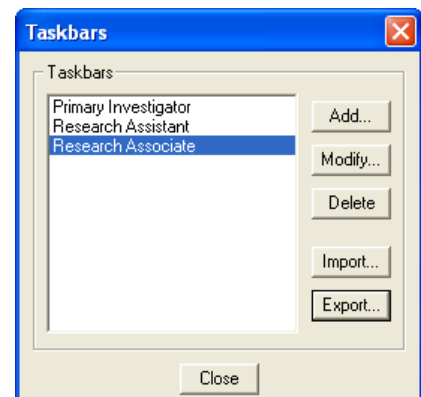 Taskbars
Taskbars
Primary Investigator
Research Assistant
Research Associate
Add...
Modify...
Delete
Import...
Export...
Close